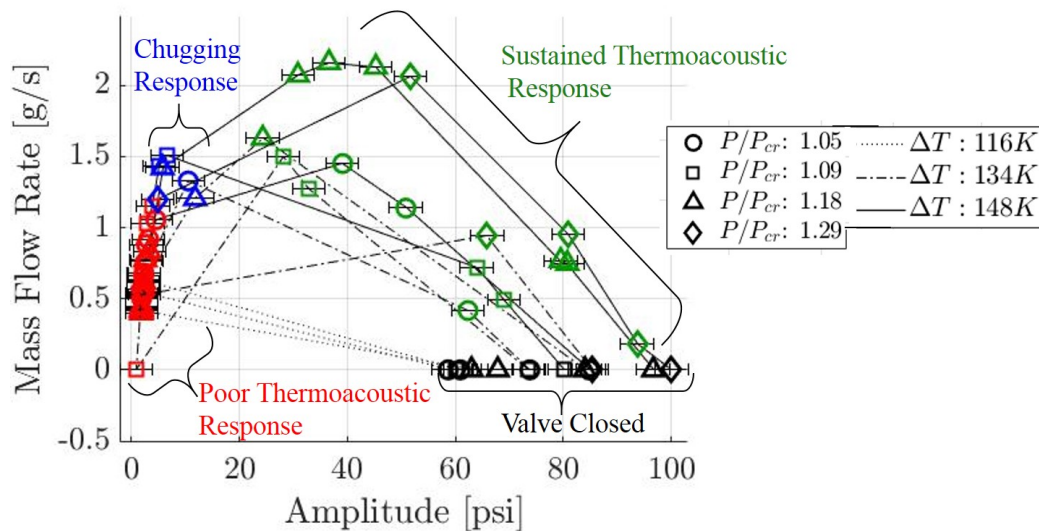 Chugging
Response
Sustained Thermoacoustic
Response
Mass Flow Rate [g/s]
2
1.5
1
0.5
0
-0.5
P/Pcr: 1.05
P/Pcr: 1.09
P/Pcr: 1.18
P/Pcr: 1.29
ΔT : 116K
ΔT : 134K
ΔT : 148K
Poor Thermoacoustic
Response
Valve Closed
0 20 40 60 80 100
Amplitude [psi]